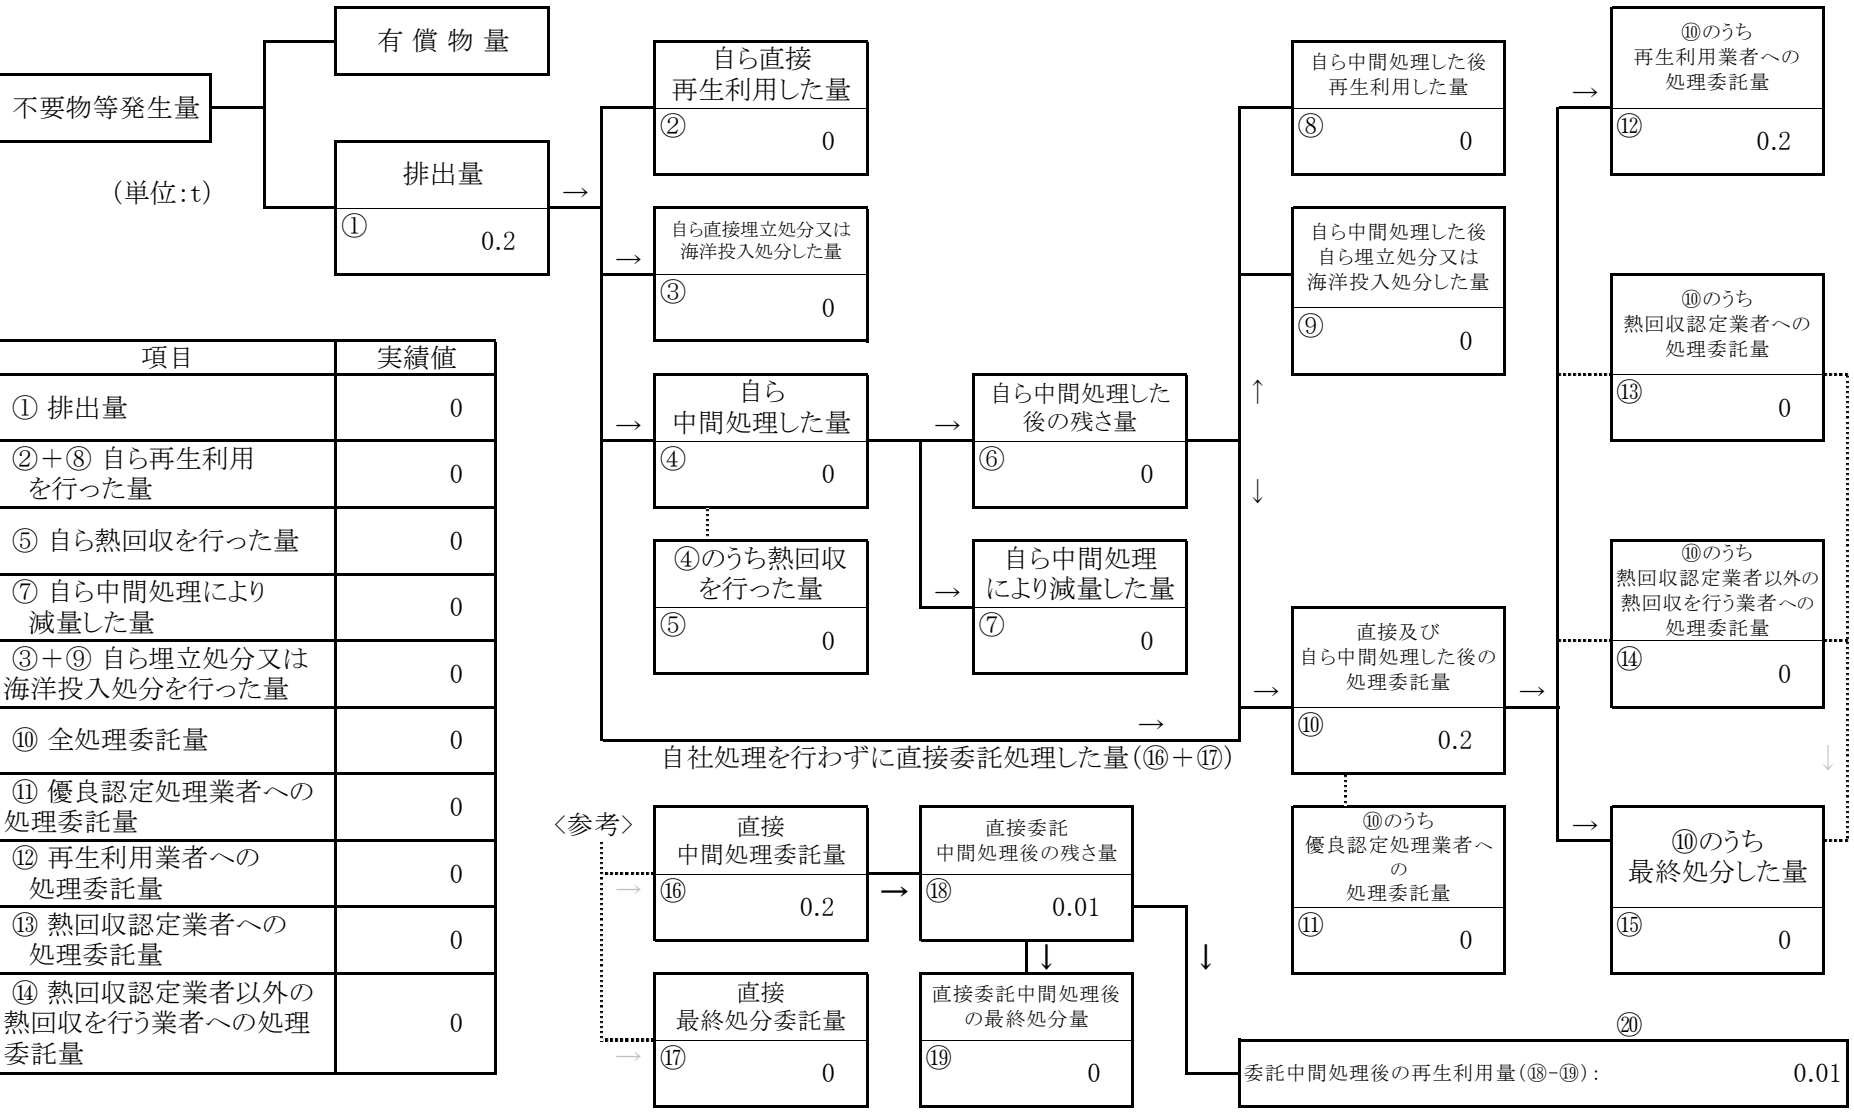 有償物量
不要物等発生量
(単位:t)
排出量
①
0.2
→
自ら直接
再生利用した量
②
0
→
自ら直接埋立処分又は
海洋投入処分した量
③
0
→
自ら
中間処理した量
④
0
④のうち熱回収
を行った量
⑤
0
→
自ら中間処理した
後の残さ量
⑥
0
→
自ら中間処理
により減量した量
⑦
0
自ら中間処理した後
再生利用した量
⑧
0
自ら中間処理した後
自ら埋立処分又は
海洋投入処分した量
⑨
0
↑
↓
→
自社処理を行わずに直接委託処理した量(⑯+⑰)
→
直接及び
自ら中間処理した後の
処理委託量
⑩
0.2
→
⑩のうち
優良認定処理業者へ
の
処理委託量
⑪
0
→
⑩のうち
再生利用業者への
処理委託量
⑫
0.2
⑩のうち
熱回収認定業者への
処理委託量
⑬
0
⑩のうち
熱回収認定業者以外の
熱回収を行う業者への
処理委託量
⑭
0
↓
→
⑩のうち
最終処分した量
⑮
0
項目 実績値
① 排出量 0
②+⑧ 自ら再生利用
を行った量 0
⑤ 自ら熱回収を行った量 0
⑦ 自ら中間処理により
減量した量 0
③+⑨ 自ら埋立処分又は
海洋投入処分を行った量 0
⑩ 全処理委託量 0
⑪ 優良認定処理業者への
処理委託量 0
⑫ 再生利用業者への
処理委託量 0
⑬ 熱回収認定業者への
処理委託量 0
⑭ 熱回収認定業者以外の
熱回収を行う業者への処理
委託量 0
<参考>
→
直接
中間処理委託量
⑯
0.2
→
直接委託
中間処理後の残さ量
⑱
0.01
↓
↓
→
直接
最終処分委託量
⑰
0
直接委託中間処理後
の最終処分量
⑲
0
⑳
委託中間処理後の再生利用量(⑱-⑲): 0.01